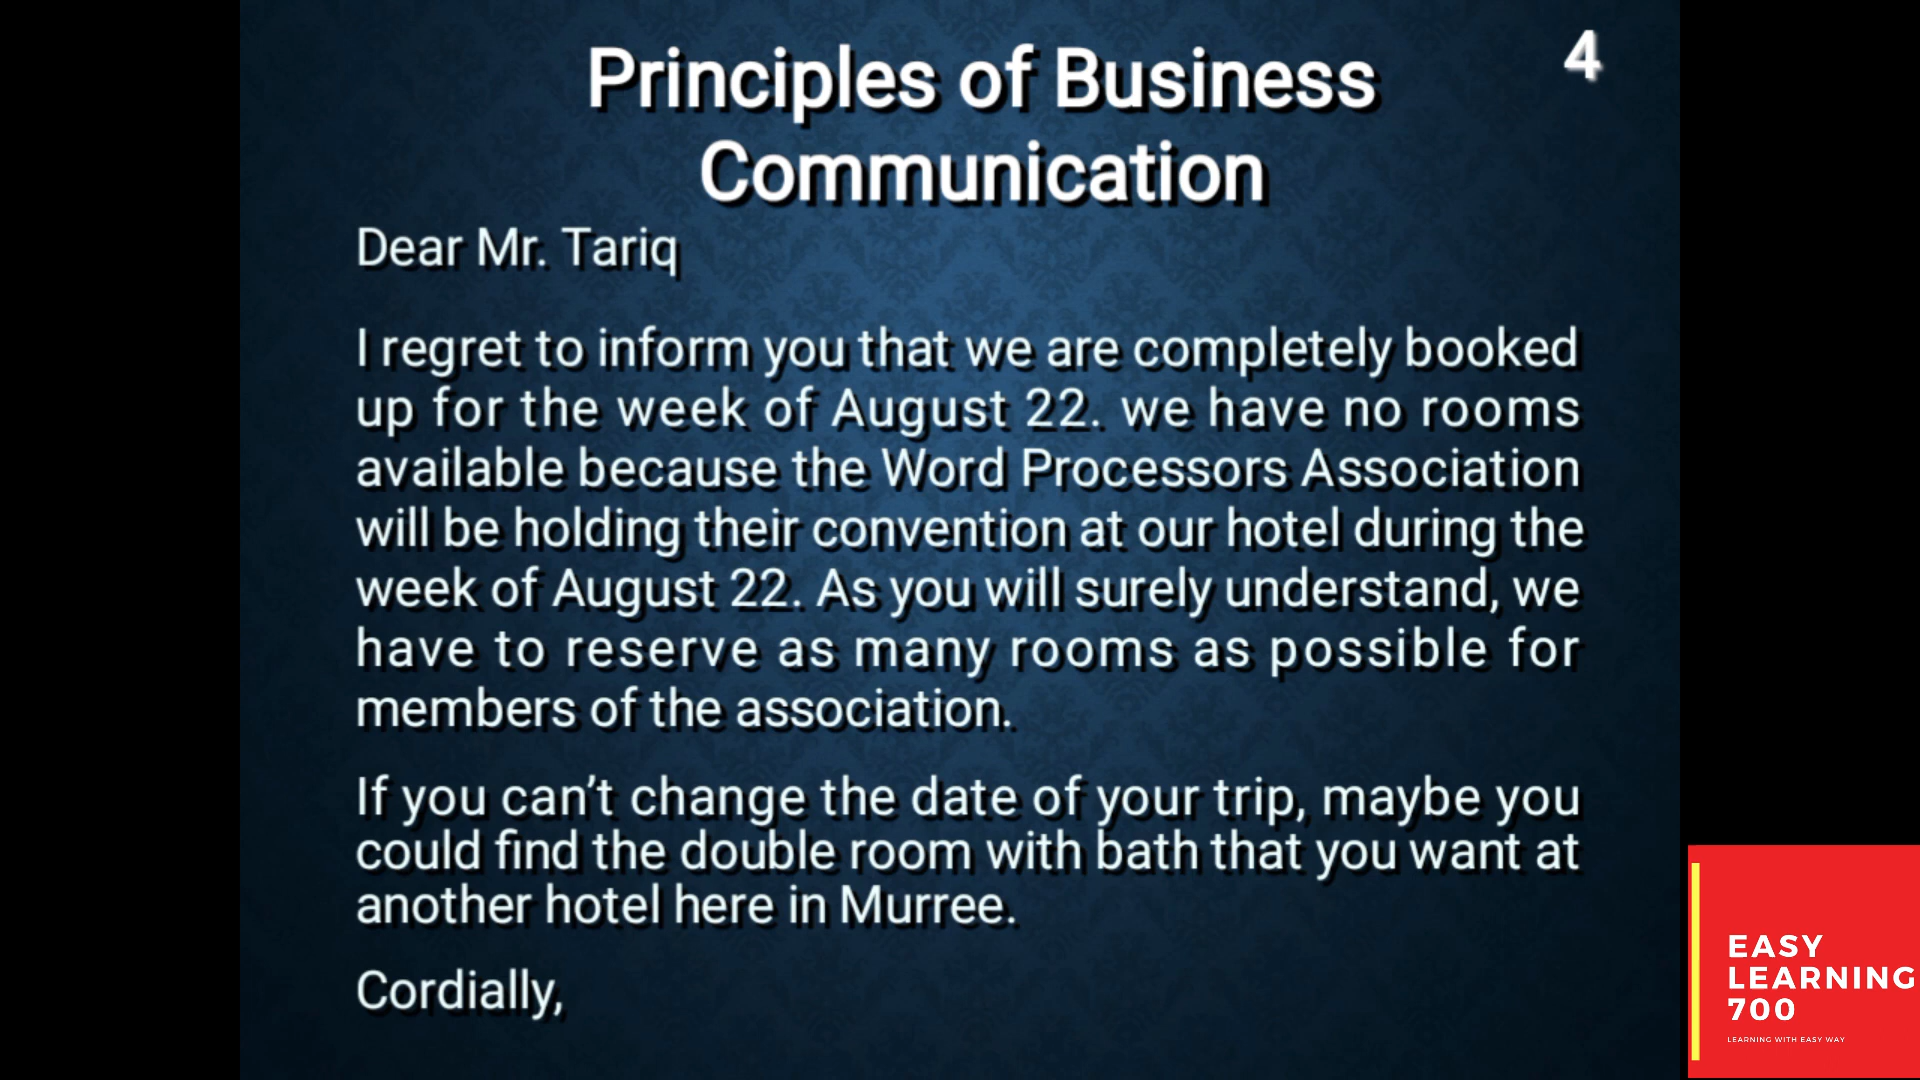 Principles of Business
Communication
4
Dear Mr. Tariq
I regret to inform you that we are completely booked
up for the week of August 22. we have no rooms
available because the Word Processors Association
will be holding their convention at our hotel during the
week of August 22. As you will surely understand, we
have to reserve as many rooms as possible for
members of the association.
If you can’t change the date of your trip, maybe you
could find the double room with bath that you want at
another hotel here in Murree.
Cordially,
EASY
LEARNING
700
LEARNING WITH EASY WAY